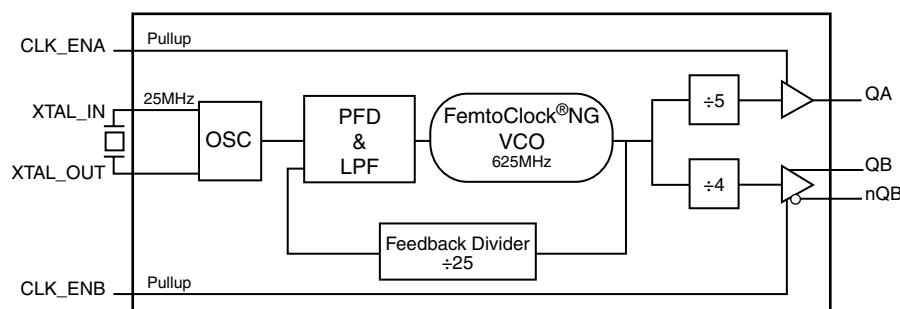 CLK_ENA
Pullup
XTAL_IN
25MHz
XTAL_OUT
OSC
PFD
&
LPF
FemtoClock®NG
VCO
625MHz
÷5
QA
÷4
QB
nQB
Feedback Divider
÷25
CLK_ENB
Pullup